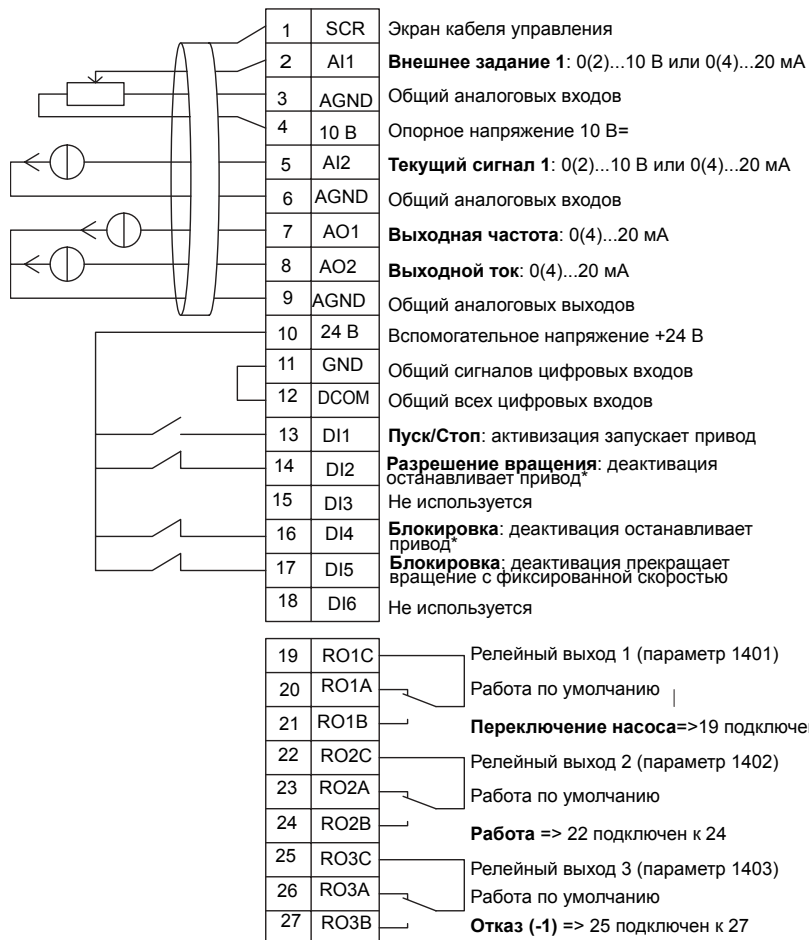 1 SCR Экран кабеля управления
2 AI1 Внешнее задание 1: 0(2)...10 В или 0(4)...20 мА
3 AGND Общий аналоговых входов
4 10 В Опорное напряжение 10 В=
5 AI2 Текущий сигнал 1: 0(2)...10 В или 0(4)...20 мА
6 AGND Общий аналоговых входов
7 AO1 Выходная частота: 0(4)...20 мА
8 AO2 Выходной ток: 0(4)...20 мА
9 AGND Общий аналоговых выходов
10 24 В Вспомогательное напряжение +24 В
11 GND Общий сигналов цифровых входов
12 DCOM Общий всех цифровых входов
13 DI1 Пуск/Стоп: активизация запускает привод
14 DI2 Разрешение вращения: деактивация
останавливает привод*
15 DI3 Не используется
16 DI4 Блокировка: деактивация останавливает
привод*
17 DI5 Блокировка: деактивация прекращает
вращение с фиксированной скоростью
18 DI6 Не используется
19 RO1C Релейный выход 1 (параметр 1401)
20 RO1A Работа по умолчанию
21 RO1B Переключение насоса=>19 подключен
22 RO2C Релейный выход 2 (параметр 1402)
23 RO2A Работа по умолчанию
24 RO2B Работа => 22 подключен к 24
25 RO3C Релейный выход 3 (параметр 1403)
26 RO3A Работа по умолчанию
27 RO3B Отказ (-1) => 25 подключен к 27